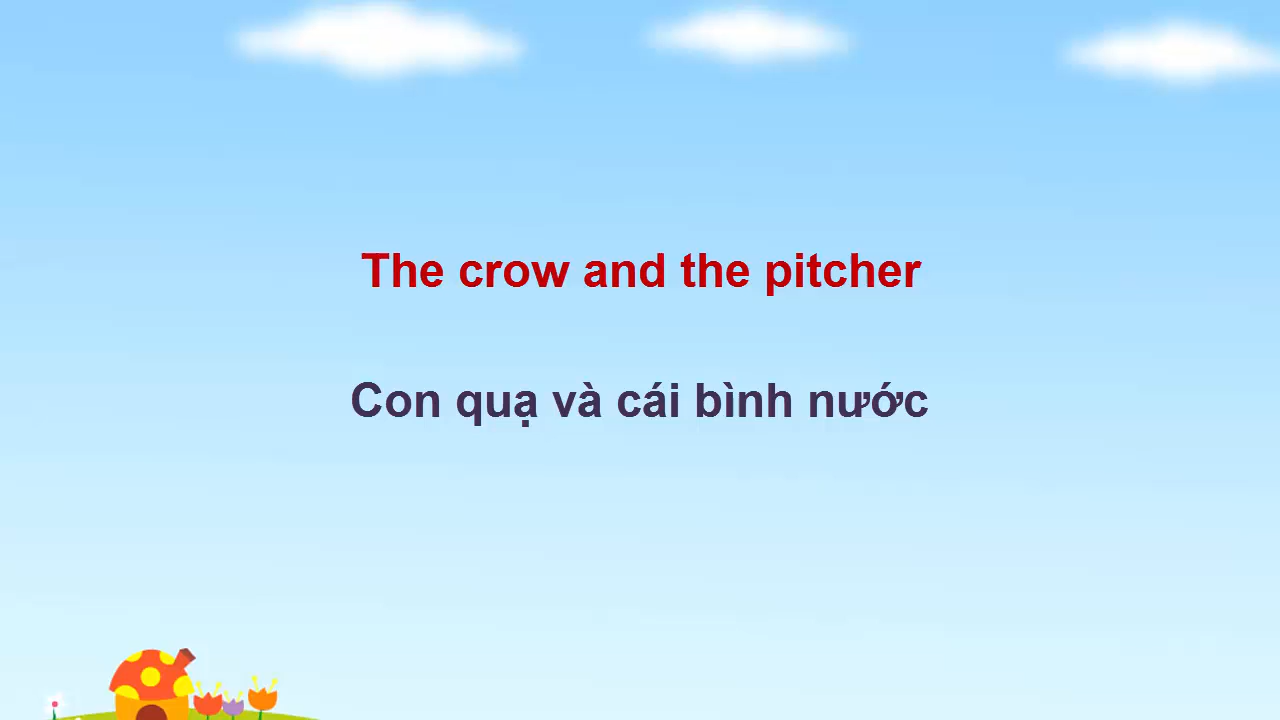 The crow and the pitcher
Con quạ và cái bình nước